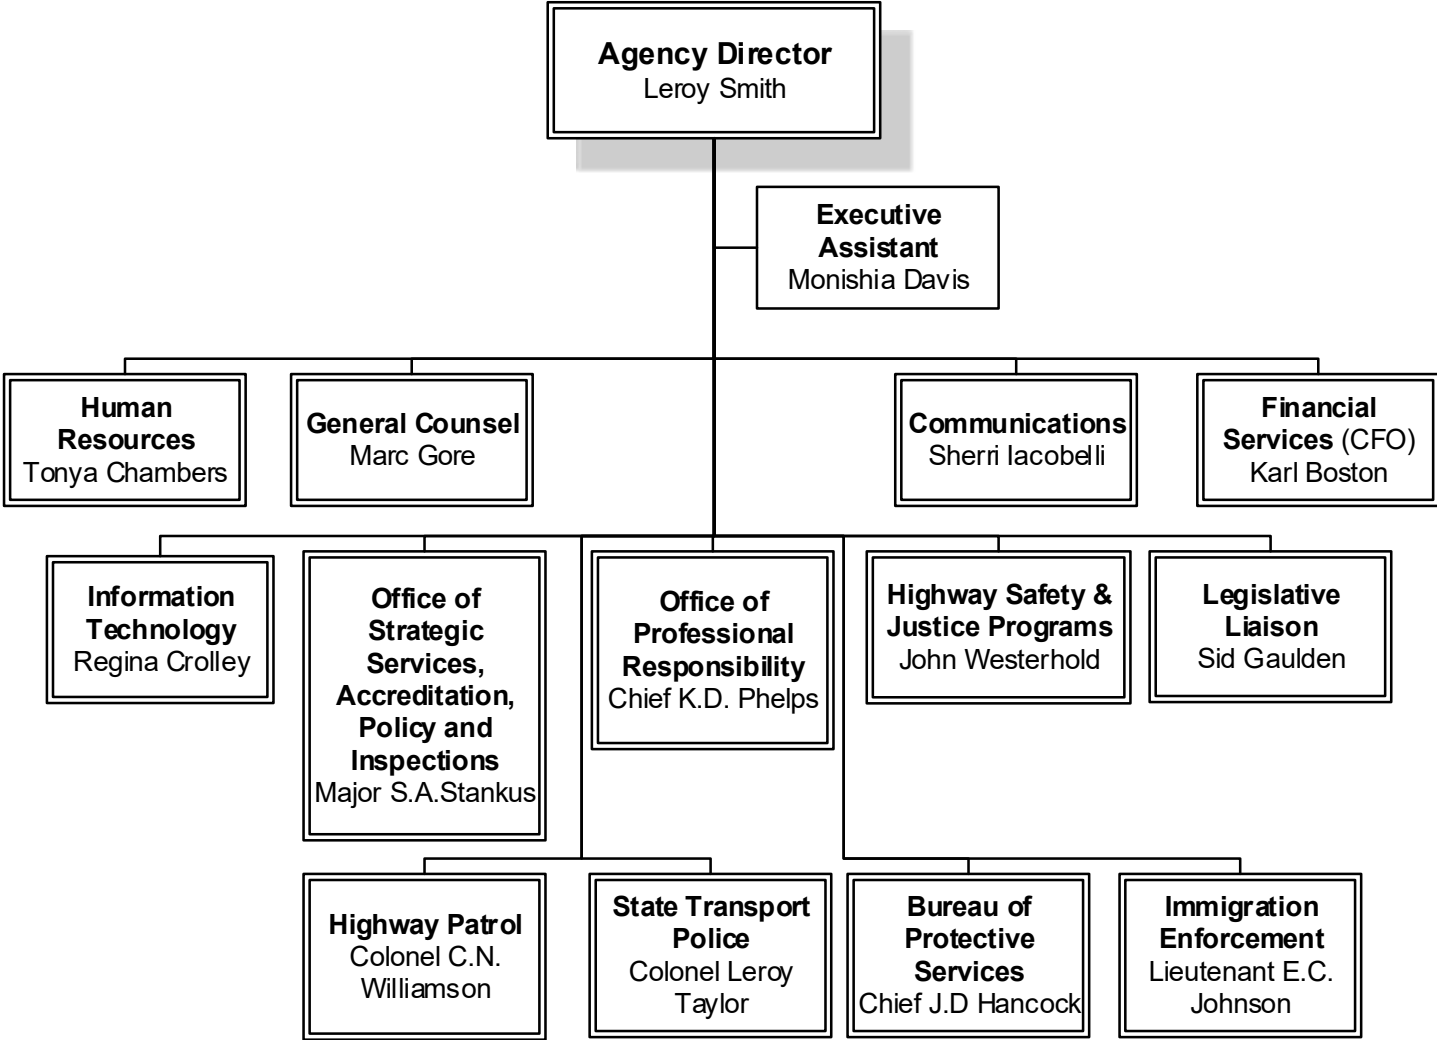 Agency Director
Leroy Smith
Executive
Assistant
Monishia Davis
Human
Resources
Tonya Chambers
General Counsel
Marc Gore
Communications
Sherri Iacobelli
Financial
Services (CFO)
Karl Boston
Information
Technology
Regina Crolley
Office of
Strategic
Services,
Accreditation,
Policy and
Inspections
Major S.A.Stankus
Office of
Professional
Responsibility
Chief K.D. Phelps
Highway Safety &
Justice Programs
John Westerhold
Legislative
Liaison
Sid Gaulden
Highway Patrol
Colonel C.N.
Williamson
State Transport
Police
Colonel Leroy
Taylor
Bureau of
Protective
Services
Chief J.D Hancock
Immigration
Enforcement
Lieutenant E.C.
Johnson